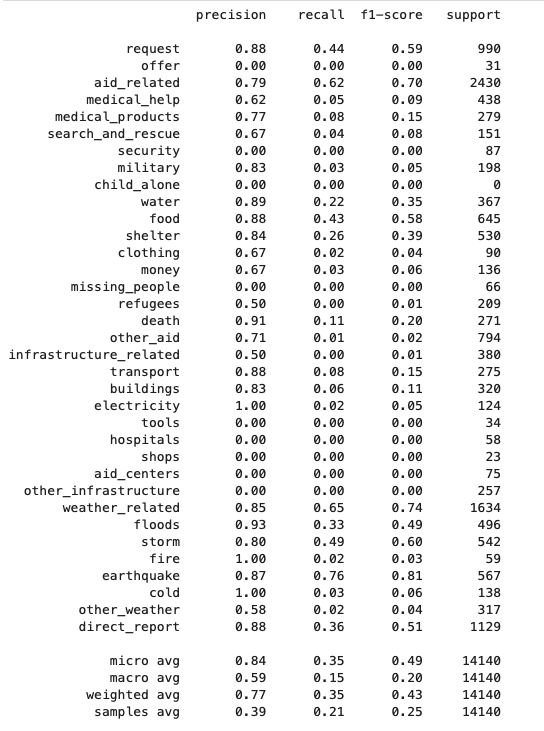 precision recall f1-score support
request 0.88 0.44 0.59 990
offer 0.00 0.00 0.00 31
aid_related 0.79 0.62 0.70 2430
medical_help 0.62 0.05 0.09 438
medical_products 0.77 0.08 0.15 279
search_and_rescue 0.67 0.04 0.08 151
security 0.00 0.00 0.00 87
military 0.83 0.03 0.05 198
child_alone 0.00 0.00 0.00 0
water 0.89 0.22 0.35 367
food 0.88 0.43 0.58 645
shelter 0.84 0.26 0.39 530
clothing 0.67 0.02 0.04 90
money 0.67 0.03 0.06 136
missing_people 0.00 0.00 0.00 66
refugees 0.50 0.00 0.01 209
death 0.91 0.11 0.20 271
other_aid 0.71 0.01 0.02 794
infrastructure_related 0.50 0.00 0.01 380
transport 0.88 0.08 0.15 275
buildings 0.83 0.06 0.11 320
electricity 1.00 0.02 0.05 124
tools 0.00 0.00 0.00 34
hospitals 0.00 0.00 0.00 58
shops 0.00 0.00 0.00 23
aid_centers 0.00 0.00 0.00 75
other_infrastructure 0.00 0.00 0.00 257
weather_related 0.85 0.65 0.74 1634
floods 0.93 0.33 0.49 496
storm 0.80 0.49 0.60 542
fire 1.00 0.02 0.03 59
earthquake 0.87 0.76 0.81 567
cold 1.00 0.03 0.06 138
other_weather 0.58 0.02 0.04 317
direct_report 0.88 0.36 0.51 1129
micro avg 0.84 0.35 0.49 14140
macro avg 0.59 0.15 0.20 14140
weighted avg 0.77 0.35 0.43 14140
samples avg 0.39 0.21 0.25 14140